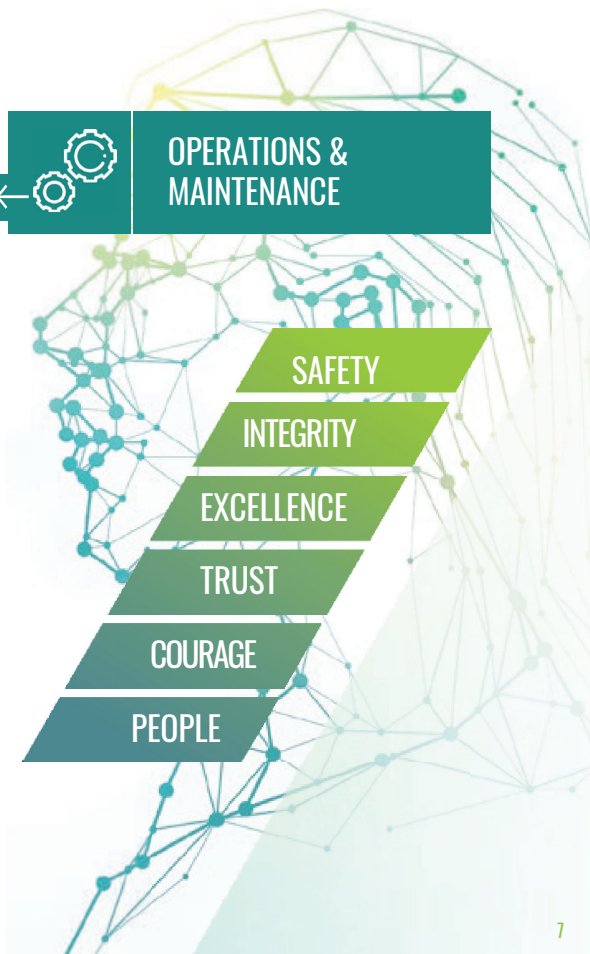 OPERATIONS &
MAINTENANCE
SAFETY
INTEGRITY
EXCELLENCE
TRUST
COURAGE
PEOPLE
7